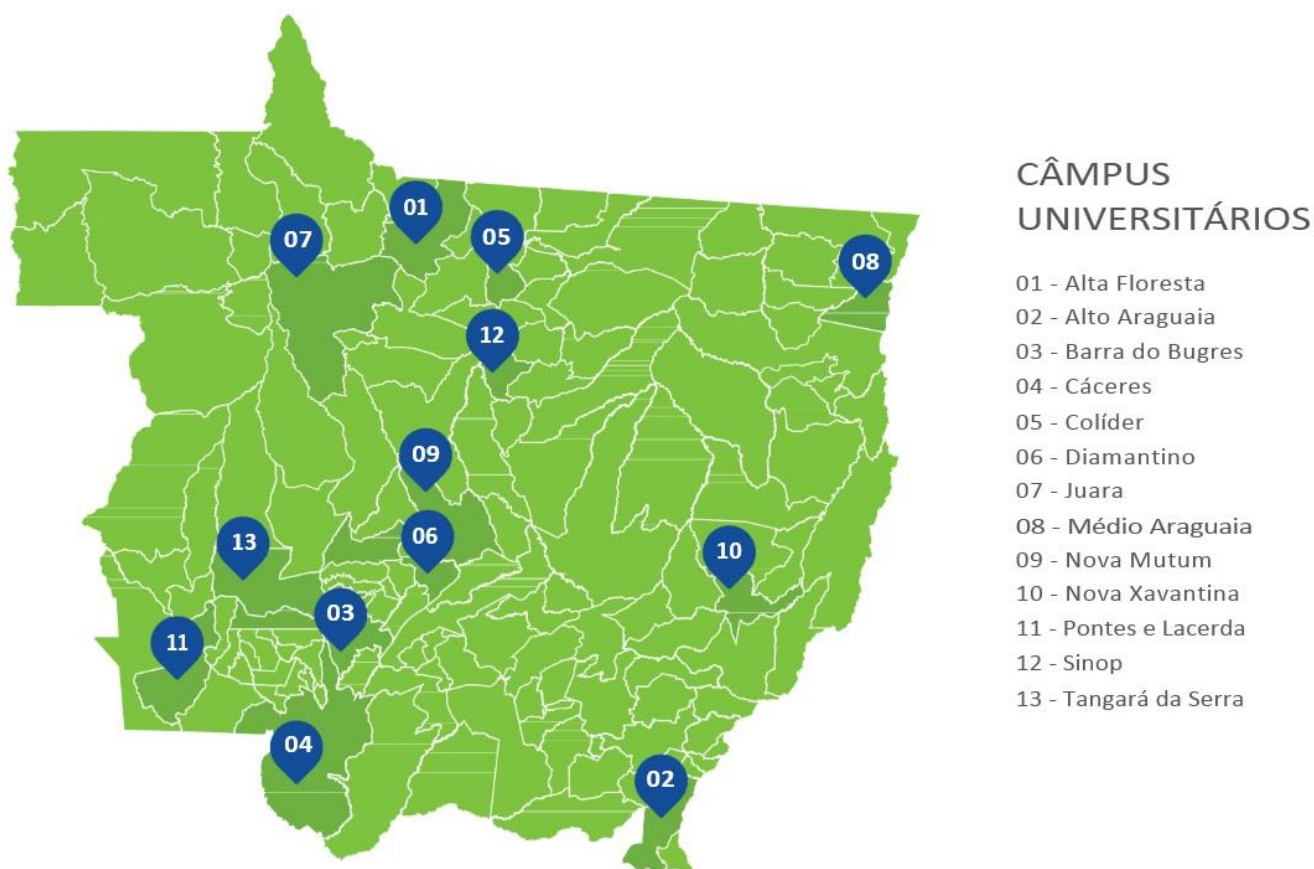 01
05
07
08
12
09
06
13
10
03
11
04
02
CÂMPUS
UNIVERSITÁRIOS
01 - Alta Floresta
02 - Alto Araguaia
03 - Barra do Bugres
04 - Cáceres
05 - Colíder
06 - Diamantino
07 - Juara
08 - Médio Araguaia
09 - Nova Mutum
10 - Nova Xavantina
11 - Pontes e Lacerda
12 - Sinop
13 - Tangará da Serra